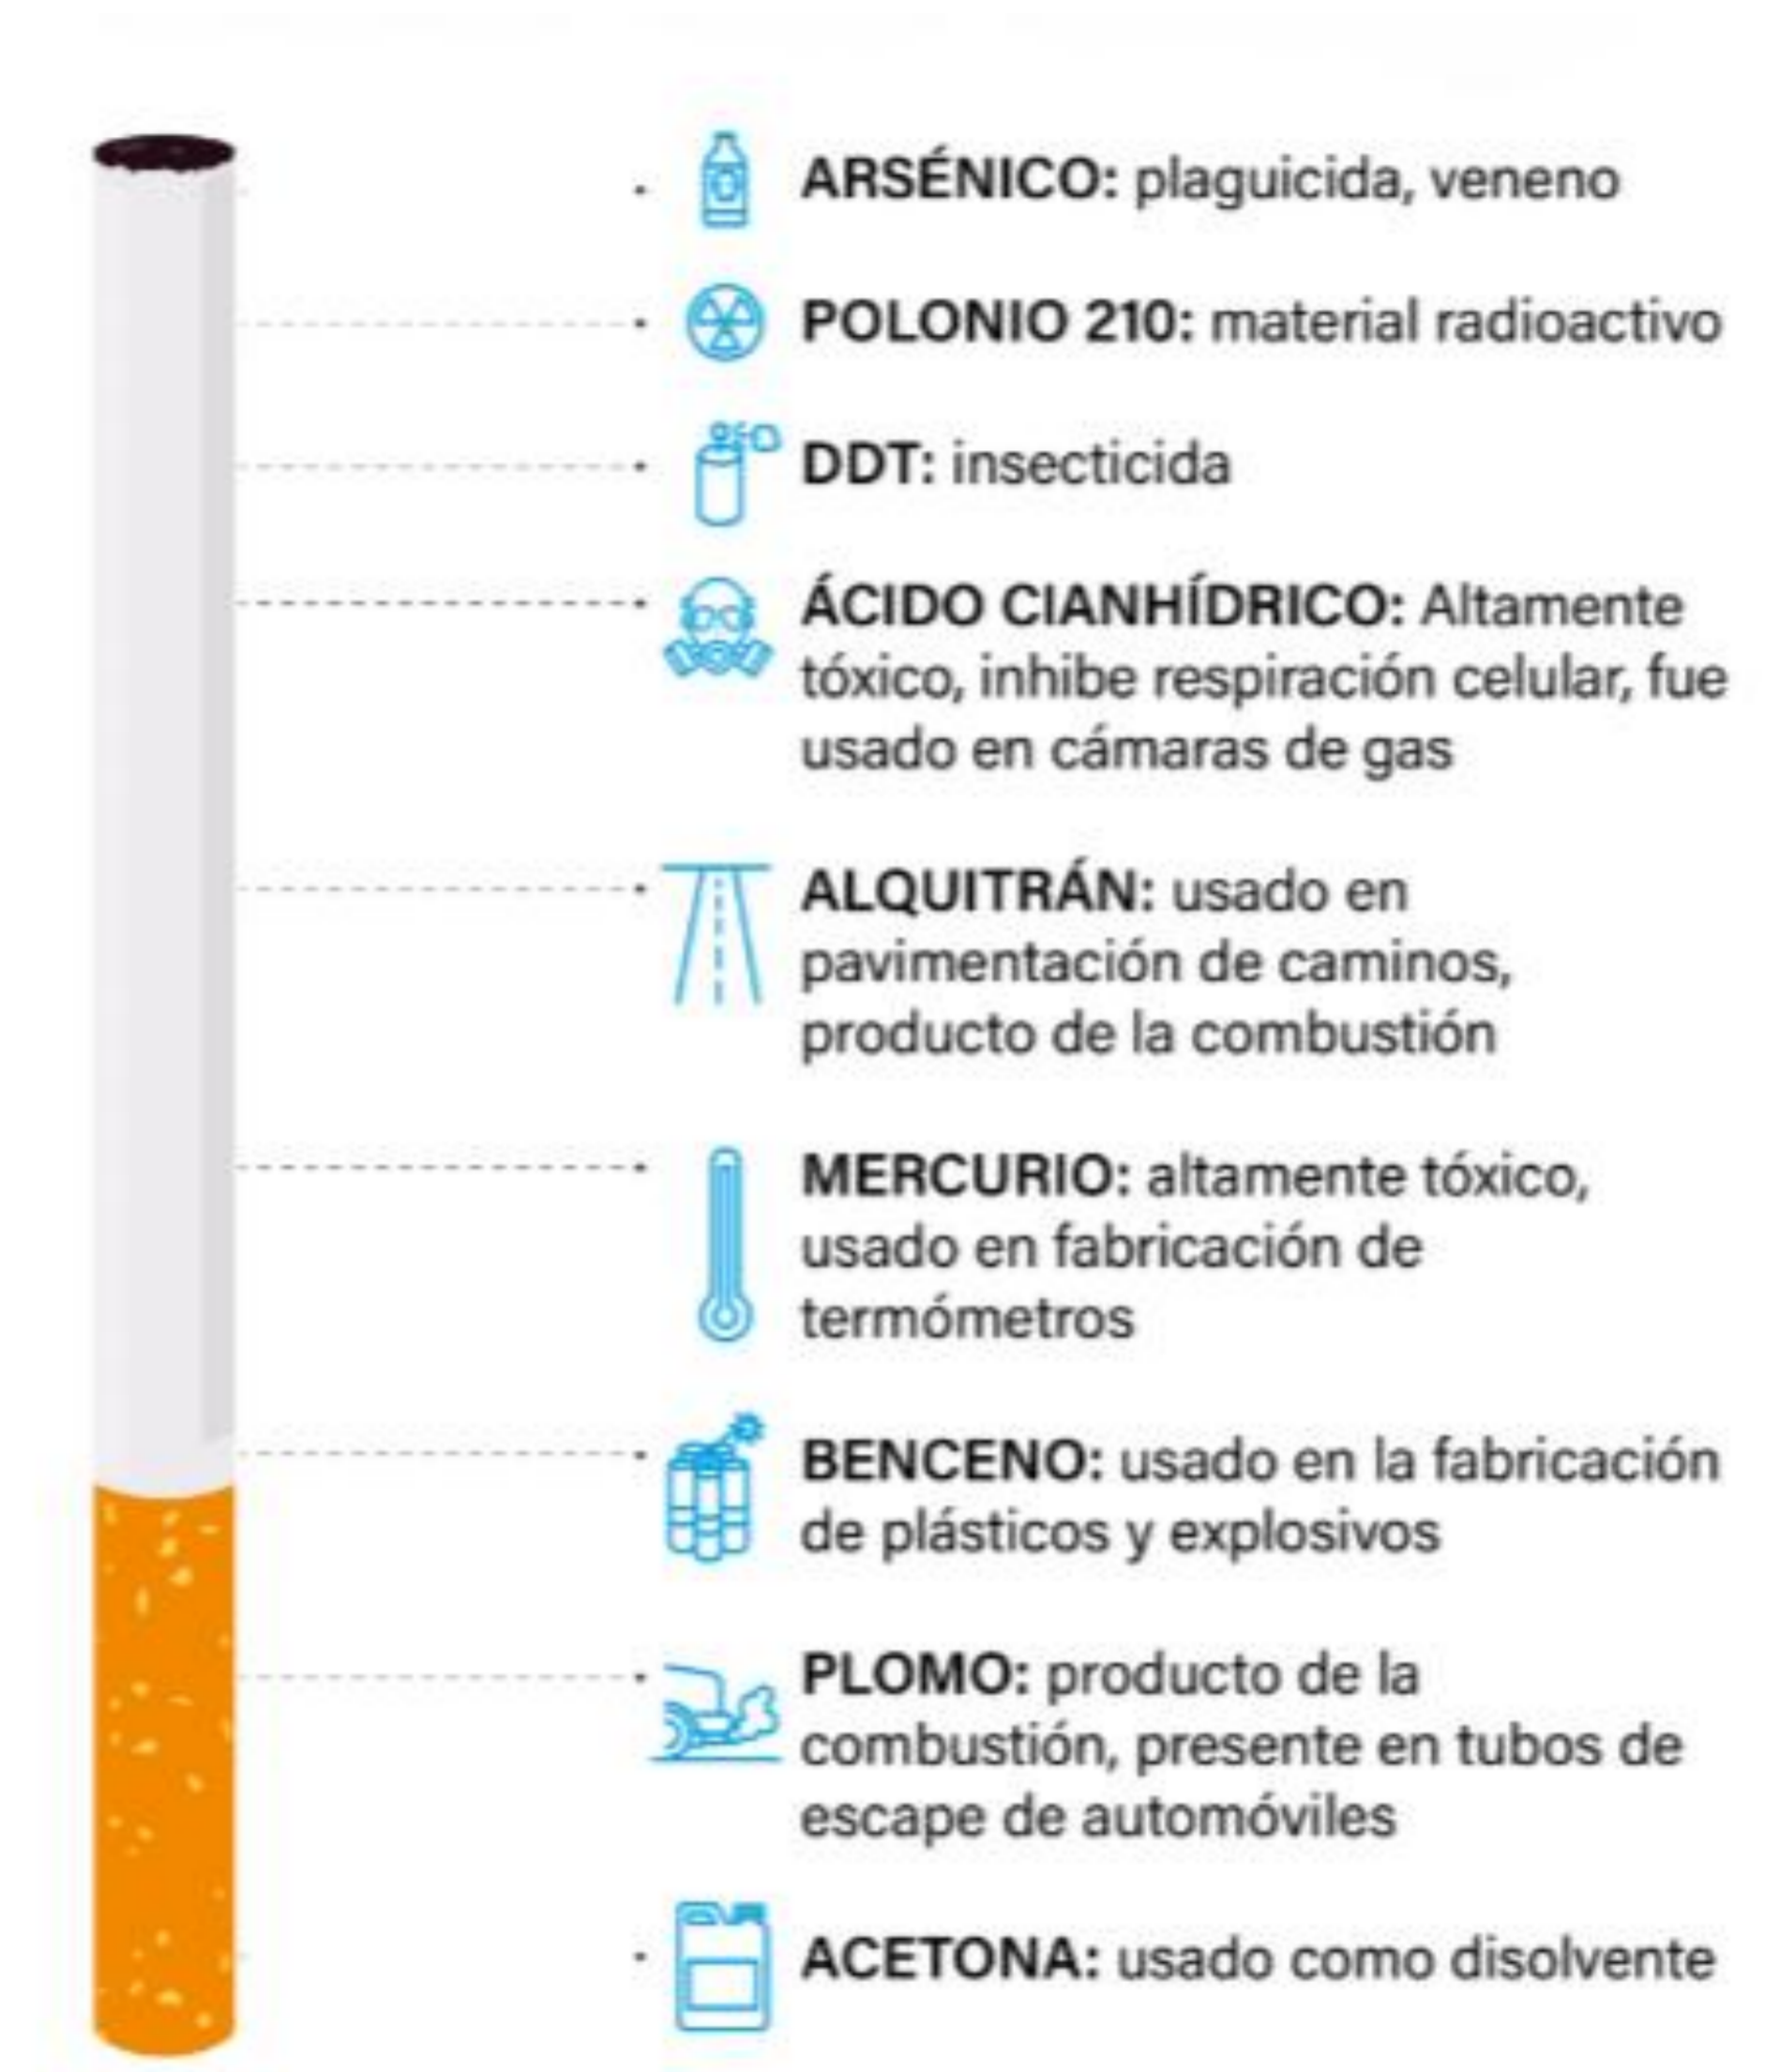 ARSÉNICO: plaguicida, veneno
POLONIO 210: material radioactivo
DDT: insecticida
ÁCIDO CIANHÍDRICO: Altamente
tóxico, inhibe respiración celular, fue
usado en cámaras de gas
ALQUITRÁN: usado en
pavimentación de caminos,
producto de la combustión
MERCURIO: altamente tóxico,
usado en fabricación de
termómetros
BENCENO: usado en la fabricación
de plásticos y explosivos
PLOMO: producto de la
combustión, presente en tubos de
escape de automóviles
ACETONA: usado como disolvente